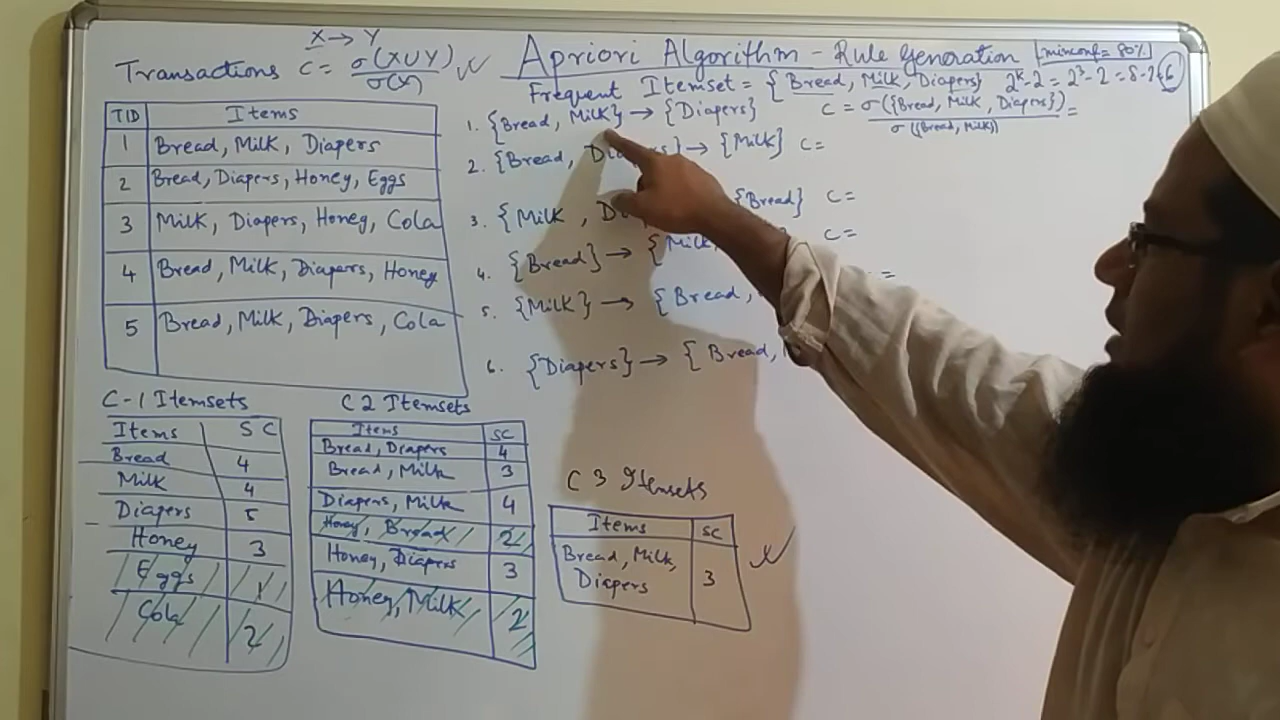 X → Y
Transactions C = σ(X∪Y) / σ(X)
Apriori Algorithm - Rule Generation minconf = 80%
Frequent Itemset = { Bread, Milk, Diapers} 2^k-2 = 2^3-2 = 8-2 = 6
TID Items
1 Bread, Milk, Diapers
2 Bread, Diapers, Honey, Eggs
3 Milk, Diapers, Honey, Cola
4 Bread, Milk, Diapers, Honey
5 Bread, Milk, Diapers, Cola
1. {Bread, Milk} → {Diapers} C = σ({Bread, Milk, Diapers}) / σ({Bread, Milk}) =
2. {Bread, Diapers} → {Milk} C =
3. {Milk, {Bread} C =
4. {Bread} → {Milk, C =
5. {Milk} → {Bread, =
6. {Diapers} → { Bread,
C-1 Itemsets
Items SC
Bread 4
Milk 4
Diapers 5
Honey 3
Eggs 1
Cola 2
C2 Itemsets
Items SC
Bread, Diapers 4
Bread, Milk 3
Diapers, Milk 4
Honey, Bread 2
Honey, Diapers 3
Honey, Milk 2
C3 Itemsets
Items SC
Bread, Milk, 3
Diapers